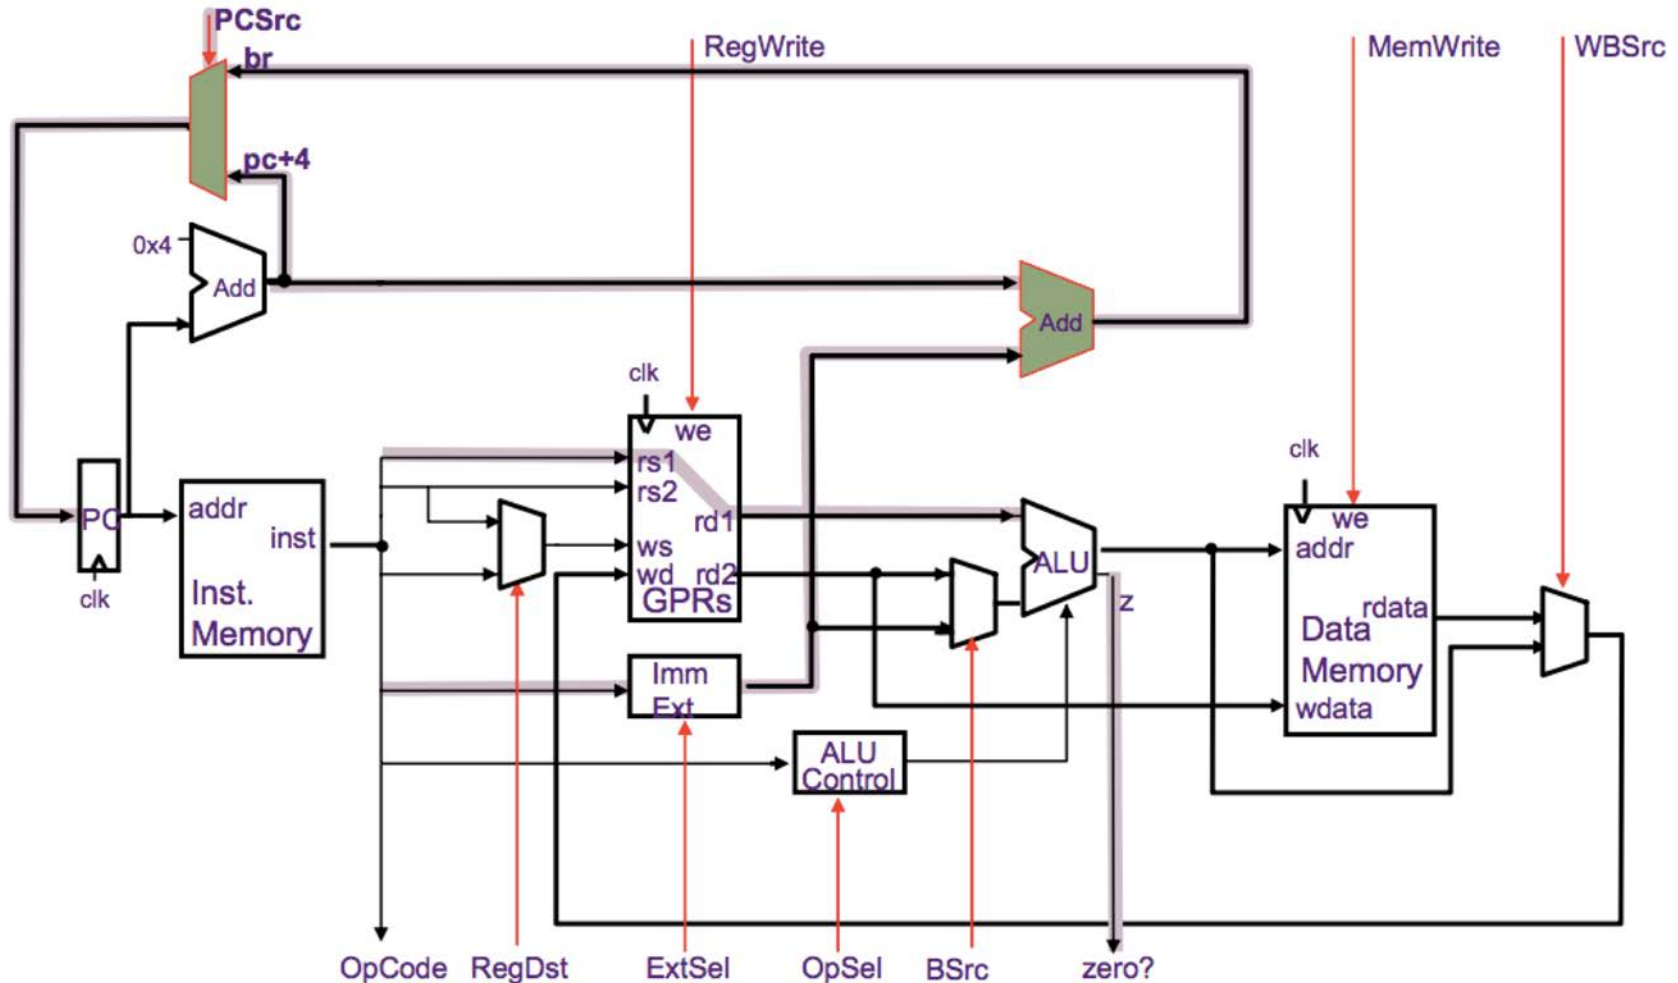 PCSrc
br
RegWrite
MemWrite
WBSrc
pc+4
0x4
Add
Add
clk
we
rs1
rs2
rd1
ws
wd rd2
GPRs
PC
clk
addr
inst
Inst.
Memory
ALU
z
clk
we
addr
rdata
Data
Memory
wdata
Imm
Ext
ALU
Control
OpCode
RegDst
ExtSel
OpSel
BSrc
zero?